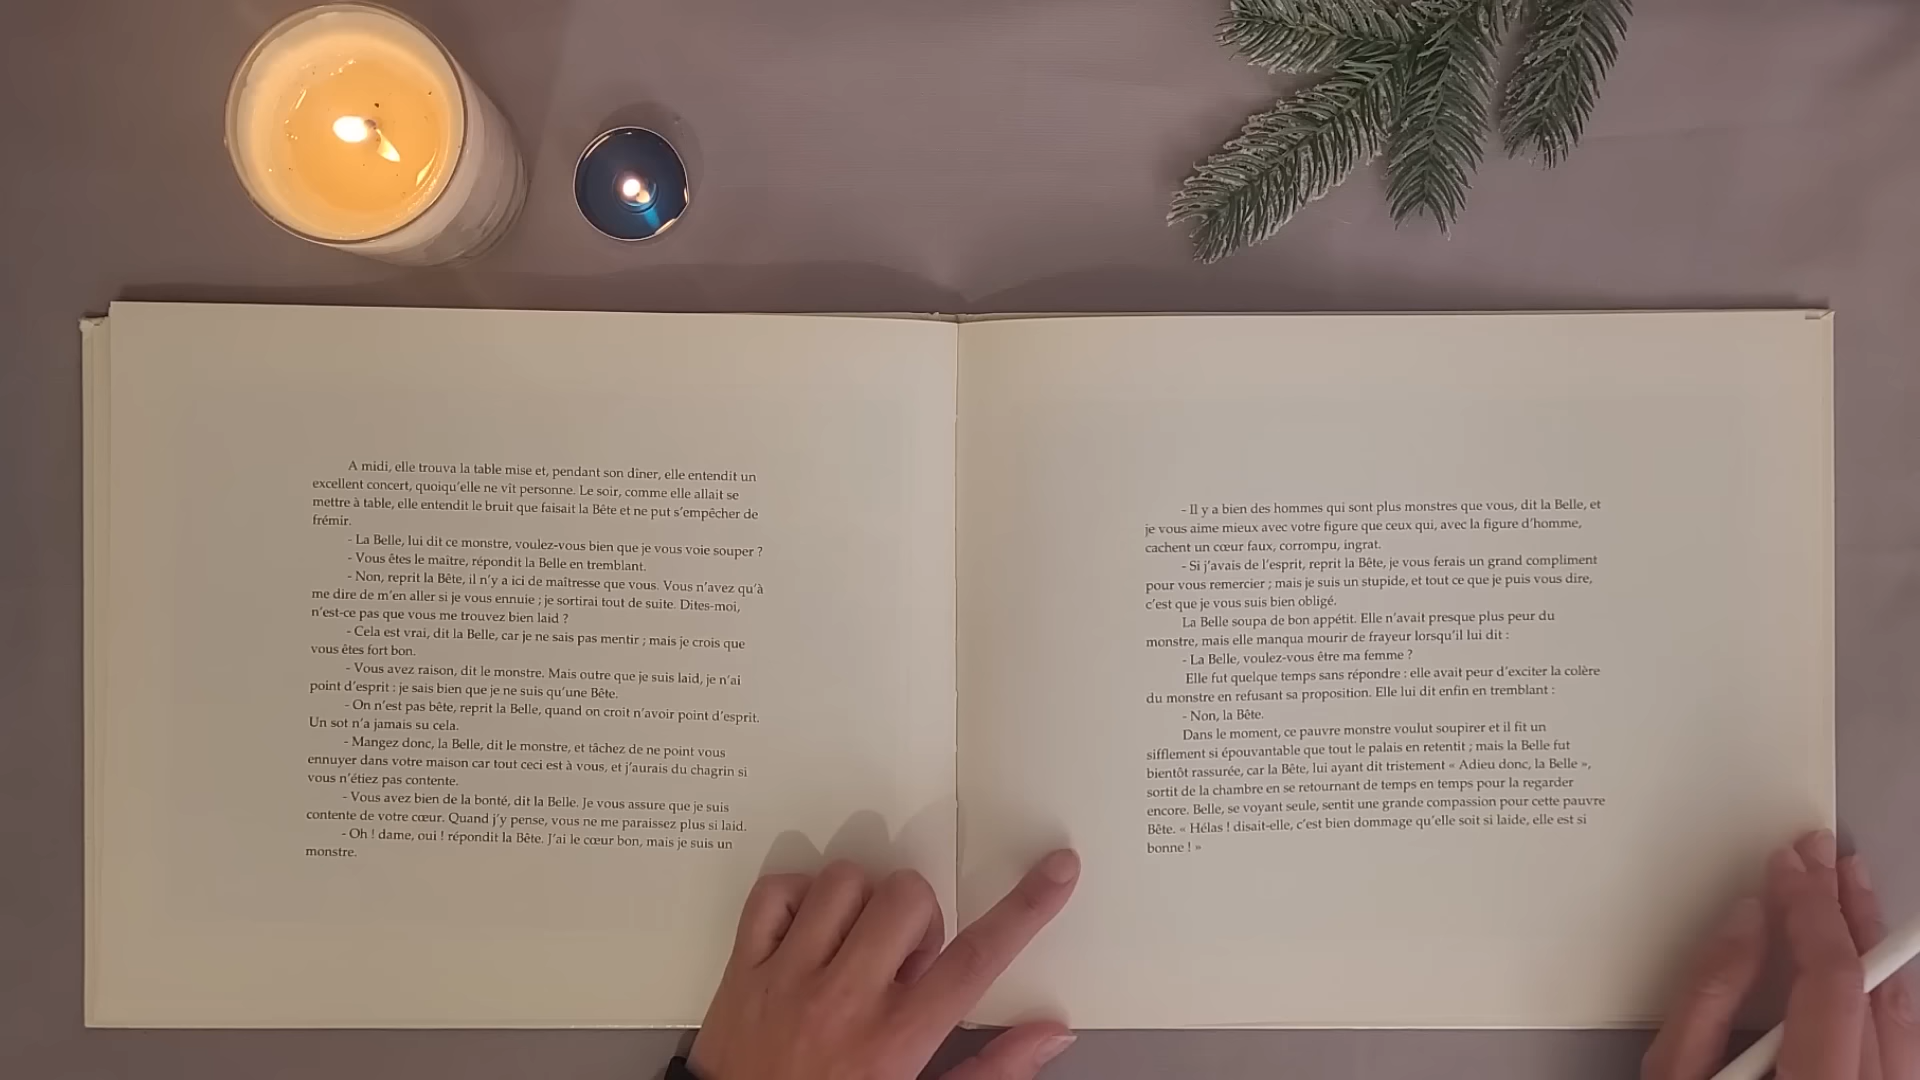 A midi, elle trouva la table mise et, pendant son dîner, elle entendit un
excellent concert, quoiqu'elle ne vît personne. Le soir, comme elle allait se
mettre à table, elle entendit le bruit que faisait la Bête et ne put s'empêcher de
frémir.
- La Belle, lui dit ce monstre, voulez-vous bien que je vous voie souper ?
- Vous êtes le maître, répondit la Belle en tremblant.
- Non, reprit la Bête, il n'y a ici de maîtresse que vous. Vous n'avez qu'à
me dire de m'en aller si je vous ennuie ; je sortirai tout de suite. Dites-moi,
n'est-ce pas que vous me trouvez bien laid ?
- Cela est vrai, dit la Belle, car je ne sais pas mentir ; mais je crois que
vous êtes fort bon.
- Vous avez raison, dit le monstre. Mais outre que je suis laid, je n'ai
point d'esprit : je sais bien que je ne suis qu'une Bête.
- On n'est pas bête, reprit la Belle, quand on croit n'avoir point d'esprit.
Un sot n'a jamais su cela.
- Mangez donc, la Belle, dit le monstre, et tâchez de ne point vous
ennuyer dans votre maison car tout ceci est à vous, et j'aurais du chagrin si
vous n'étiez pas contente.
- Vous avez bien de la bonté, dit la Belle. Je vous assure que je suis
contente de votre cœur. Quand j'y pense, vous ne me paraissez plus si laid.
- Oh ! dame, oui ! répondit la Bête. J'ai le cœur bon, mais je suis un
monstre.
- Il y a bien des hommes qui sont plus monstres que vous, dit la Belle, et
je vous aime mieux avec votre figure que ceux qui, avec la figure d'homme,
cachent un cœur faux, corrompu, ingrat.
- Si j'avais de l'esprit, reprit la Bête, je vous ferais un grand compliment
pour vous remercier ; mais je suis un stupide, et tout ce que je puis vous dire,
c'est que je vous suis bien obligé.
La Belle soupa de bon appétit. Elle n'avait presque plus peur du
monstre, mais elle manqua mourir de frayeur lorsqu'il lui dit :
- La Belle, voulez-vous être ma femme ?
Elle fut quelque temps sans répondre : elle avait peur d'exciter la colère
du monstre en refusant sa proposition. Elle lui dit enfin en tremblant :
- Non, la Bête.
Dans le moment, ce pauvre monstre voulut soupirer et il fit un
sifflement si épouvantable que tout le palais en retentit ; mais la Belle fut
bientôt rassurée, car la Bête, lui ayant dit tristement « Adieu donc, la Belle »,
sortit de la chambre en se retournant de temps en temps pour la regarder
encore. Belle, se voyant seule, sentit une grande compassion pour cette pauvre
Bête. « Hélas ! disait-elle, c'est bien dommage qu'elle soit si laide, elle est si
bonne ! »